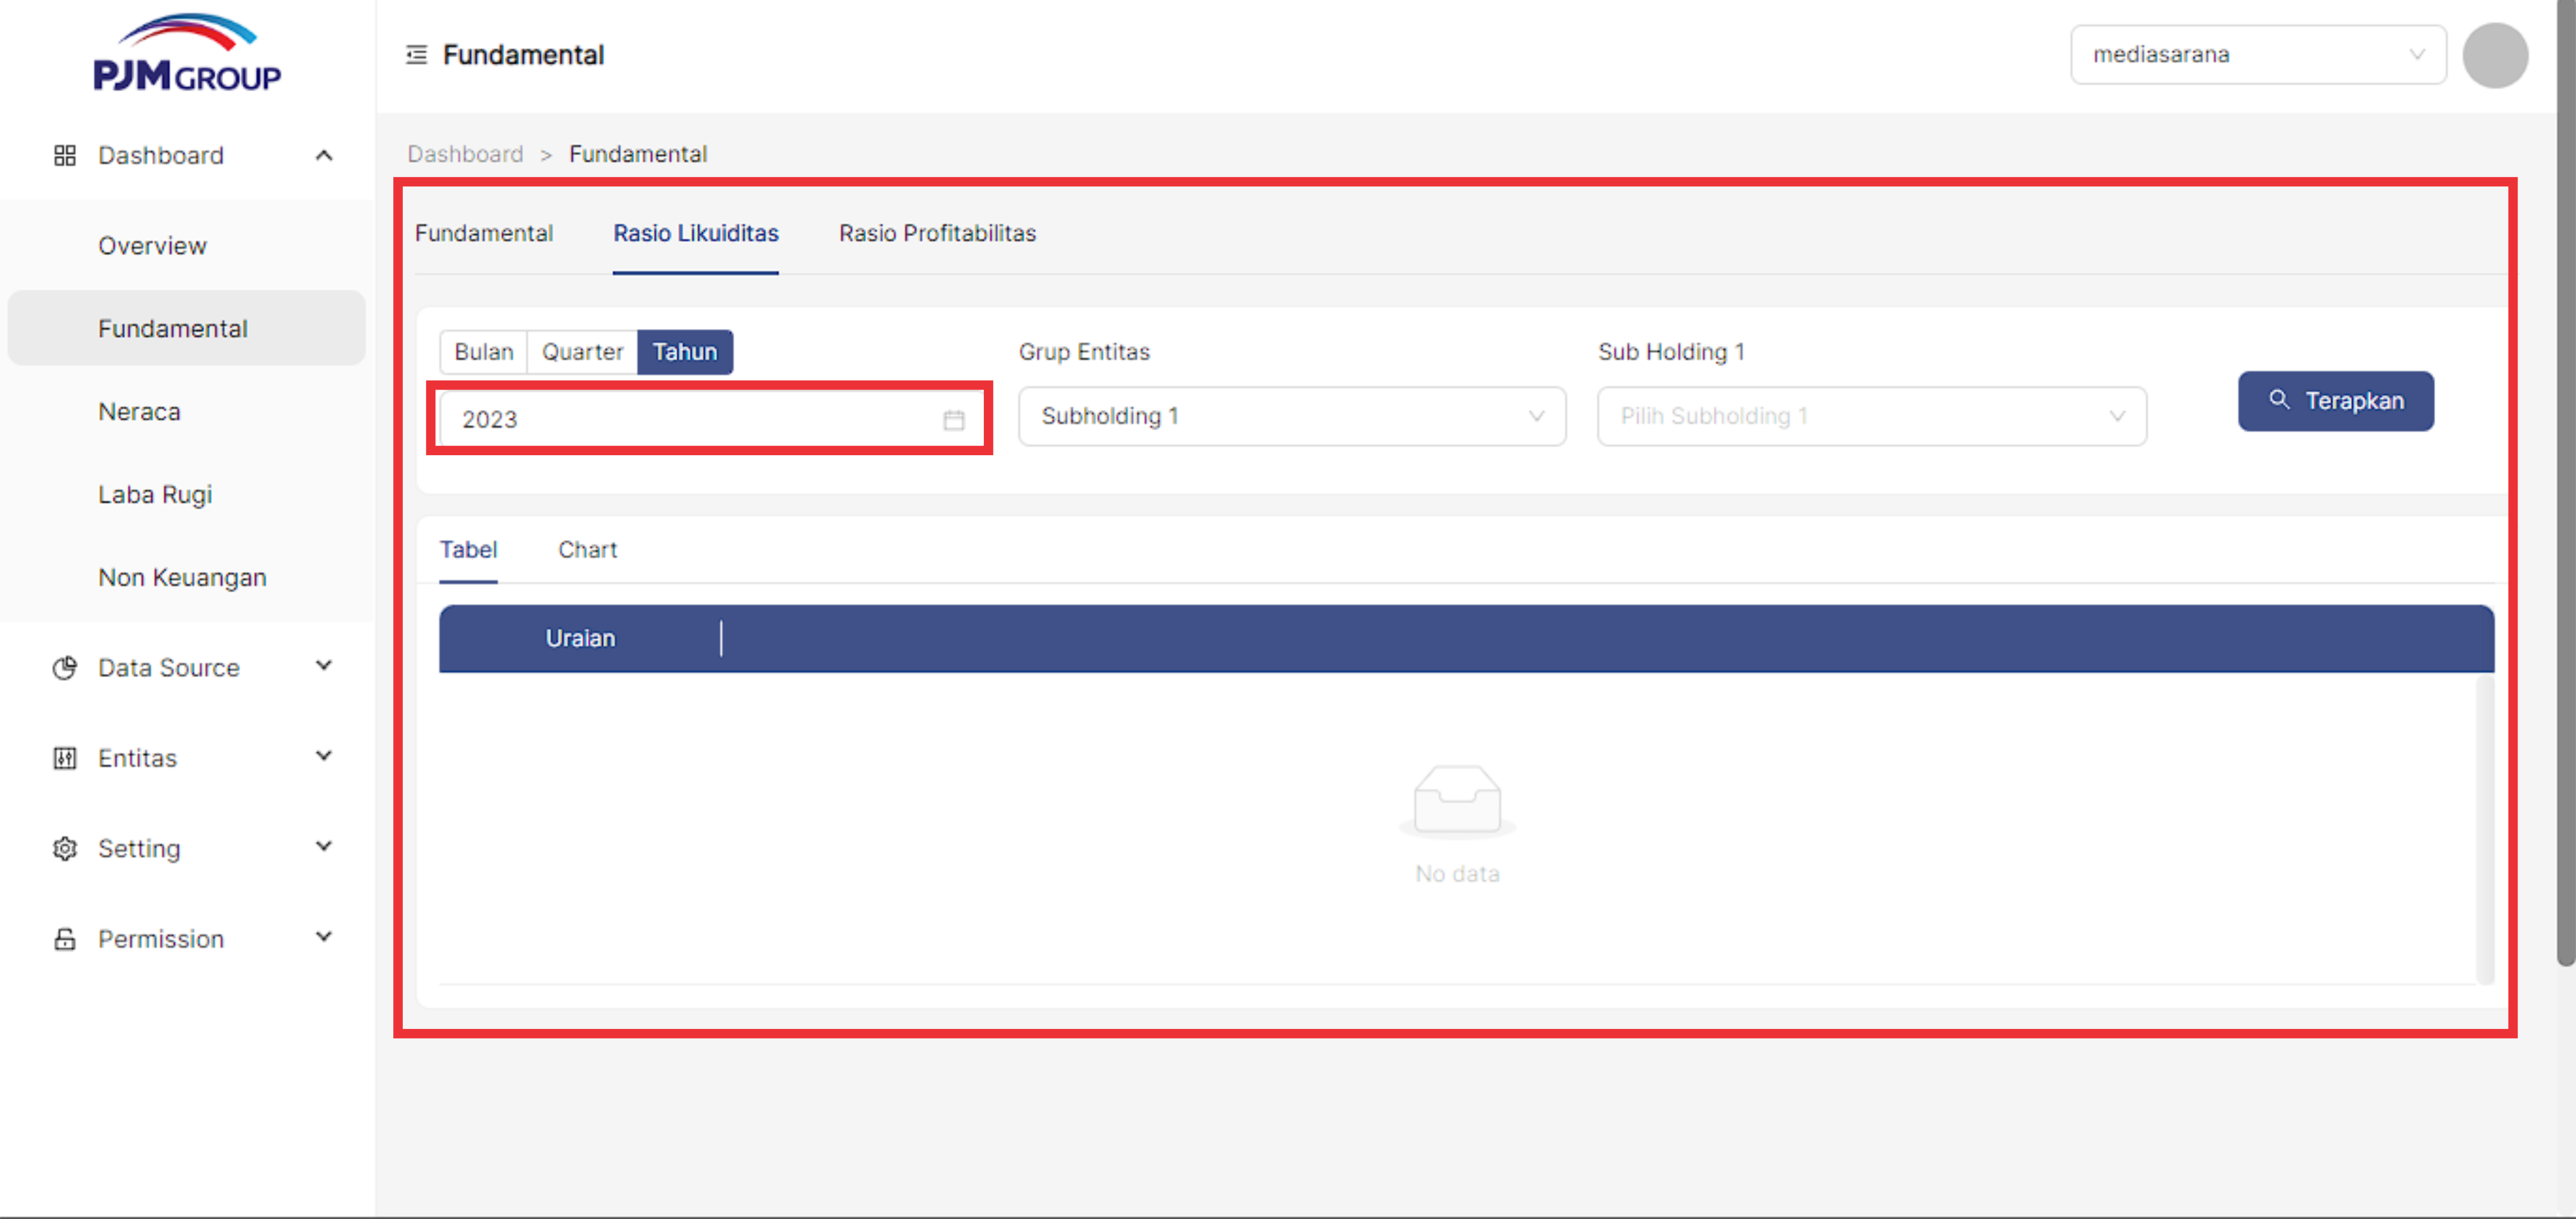 PJM GROUP
Fundamental
mediasarana
Dashboard
Dashboard > Fundamental
Overview
Fundamental
Neraca
Laba Rugi
Non Keuangan
Data Source
Entitas
Setting
Permission
Fundamental Rasio Likuiditas Rasio Profitabilitas
Bulan Quarter Tahun
Grup Entitas
Sub Holding 1
2023
Subholding 1
Pilih Subholding 1
Terapkan
Tabel Chart
Uraian
No data